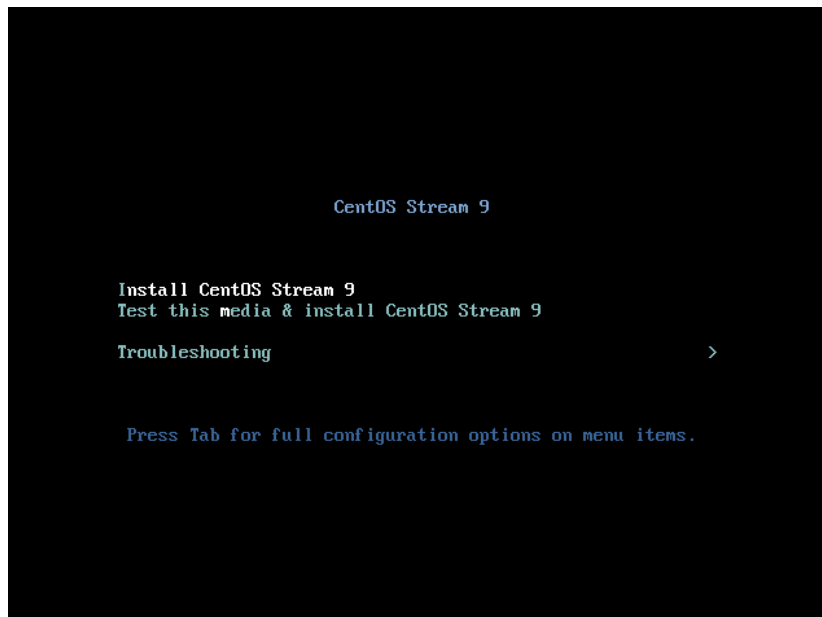 CentOS Stream 9
Install CentOS Stream 9
Test this media & install CentOS Stream 9
Troubleshooting >
Press Tab for full configuration options on menu items.